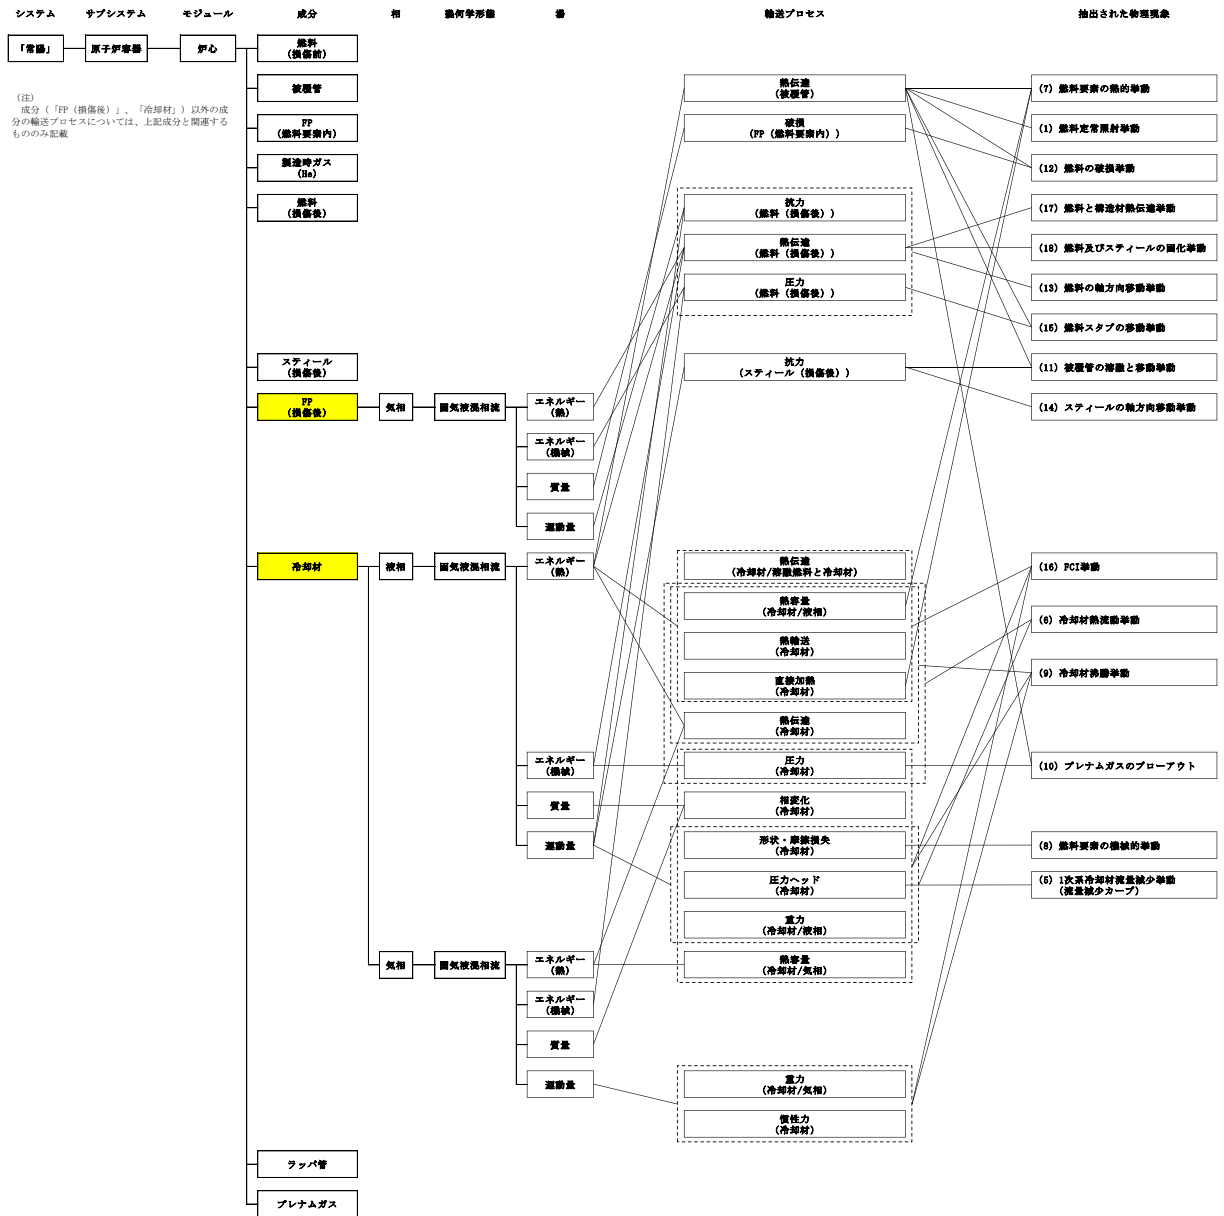 システム
サブシステム
モジュール
成分
相
幾何学形態
場
輸送プロセス
抽出された物理現象
「常陽」
原子炉容器
炉心
燃料
(損傷前)
(注)
成分(「FP(損傷後)」、「冷却材」)以外の成
分の輸送プロセスについては、上記成分と関連する
もののみ記載
被覆管
FP
(燃料要素内)
製造時ガス
(He)
燃料
(損傷後)
スティール
(損傷後)
FP
(損傷後)
気相
固気液混相流
エネルギー
(熱)
エネルギー
(機械)
質量
運動量
冷却材
液相
固気液混相流
エネルギー
(熱)
エネルギー
(機械)
質量
運動量
気相
固気液混相流
エネルギー
(熱)
エネルギー
(機械)
質量
運動量
ラッパ管
プレナムガス
熱伝達
(被覆管)
破損
(FP(燃料要素内))
抗力
(燃料(損傷後))
熱伝達
(燃料(損傷後))
圧力
(燃料(損傷後))
抗力
(スティール(損傷後))
熱伝達
(冷却材/溶融燃料と冷却材)
熱容量
(冷却材/液相)
熱輸送
(冷却材)
直接加熱
(冷却材)
熱伝達
(冷却材)
圧力
(冷却材)
相変化
(冷却材)
形状・摩擦損失
(冷却材)
圧力ヘッド
(冷却材)
重力
(冷却材/液相)
熱容量
(冷却材/気相)
重力
(冷却材/気相)
慣性力
(冷却材)
(7) 燃料要素の熱的挙動
(1) 燃料定常照射挙動
(12) 燃料の破損挙動
(17) 燃料と構造材熱伝達挙動
(18) 燃料及びスティールの固化挙動
(13) 燃料の軸方向移動挙動
(15) 燃料スタブの移動挙動
(11) 被覆管の溶融と移動挙動
(14) スティールの軸方向移動挙動
(16) FCI挙動
(6) 冷却材熱流動挙動
(9) 冷却材沸騰挙動
(10) プレナムガスのブローアウト
(8) 燃料要素の機械的挙動
(5) 1次系冷却材流量減少挙動
(流量減少カーブ)